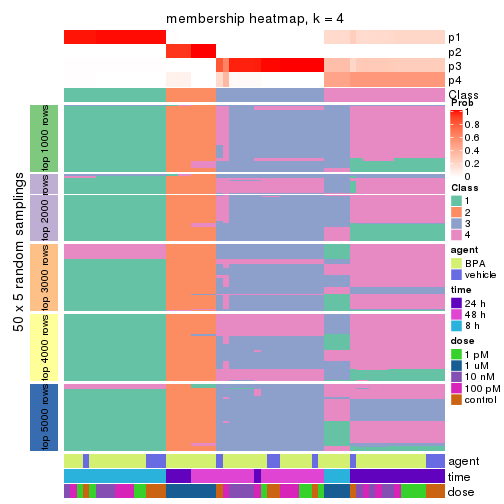 membership heatmap, k = 4
p1
p2
p3
p4
Class
50 x 5 random samplings
top 1000 rows
top 2000 rows
top 3000 rows
top 4000 rows
top 5000 rows
agent
time
dose
Prob
1
0.8
0.6
0.4
0.2
0
Class
1
2
3
4
agent
BPA
vehicle
time
24 h
48 h
8 h
dose
1 pM
1 uM
10 nM
100 pM
control